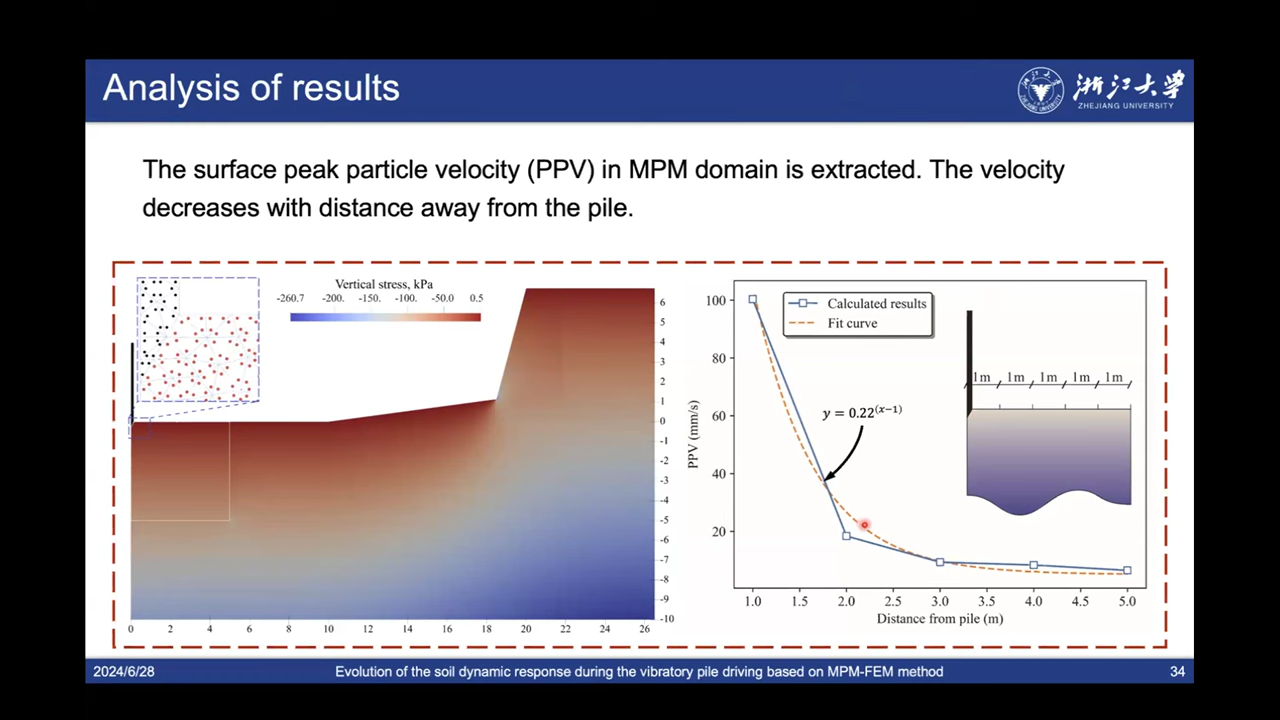 Analysis of results
浙江大学
ZHEJIANG UNIVERSITY
The surface peak particle velocity (PPV) in MPM domain is extracted. The velocity
decreases with distance away from the pile.
Vertical stress, kPa
-260.7 -200. -150.0 -100. -50.0 0.5
6
5
4
3
2
1
0
-1
-2
-3
-4
-5
-6
-7
-8
-9
-10
0 2 4 6 8 10 12 14 16 18 20 22 24 26
PPV (mm/s)
100
80
60
40
20
Calculated results
Fit curve
y = 0.22^(x−1)
1m 1m 1m 1m 1m
1.0 1.5 2.0 2.5 3.0 3.5 4.0 4.5 5.0
Distance from pile (m)
2024/6/28 Evolution of the soil dynamic response during the vibratory pile driving based on MPM-FEM method 34